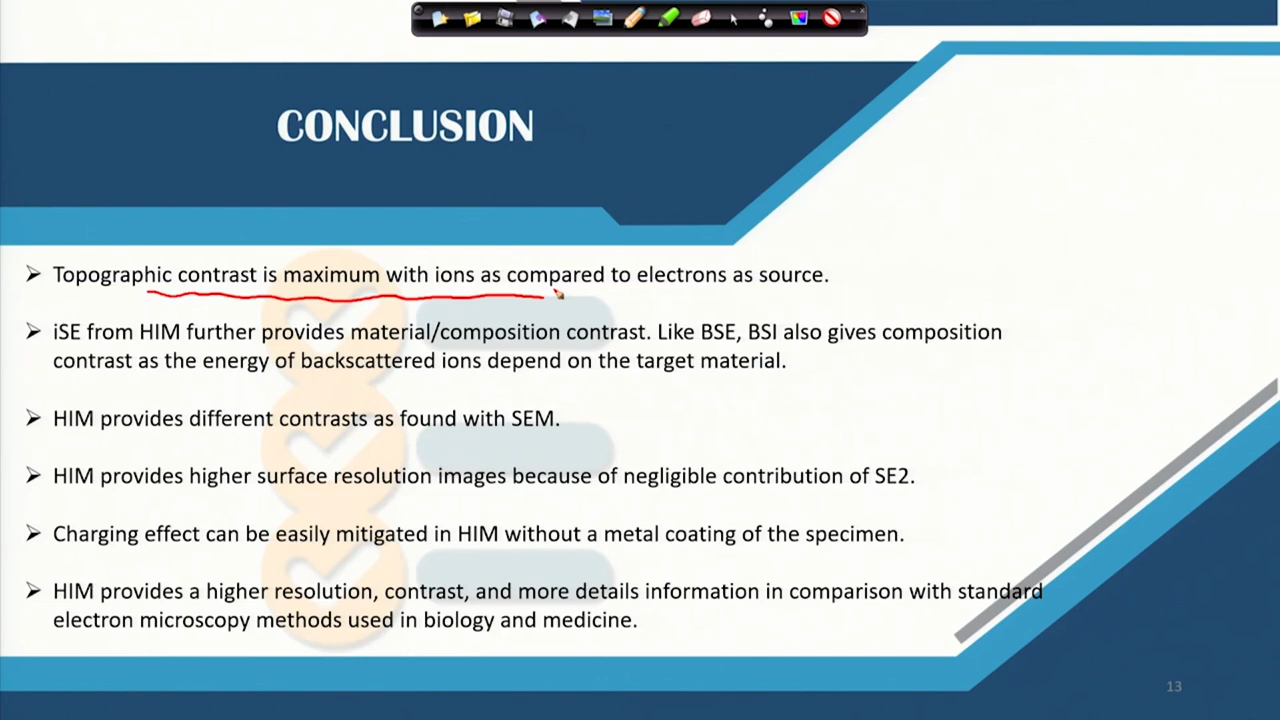 CONCLUSION
➢ Topographic contrast is maximum with ions as compared to electrons as source.
➢ iSE from HIM further provides material/composition contrast. Like BSE, BSI also gives composition
contrast as the energy of backscattered ions depend on the target material.
➢ HIM provides different contrasts as found with SEM.
➢ HIM provides higher surface resolution images because of negligible contribution of SE2.
➢ Charging effect can be easily mitigated in HIM without a metal coating of the specimen.
➢ HIM provides a higher resolution, contrast, and more details information in comparison with standard
electron microscopy methods used in biology and medicine.
13